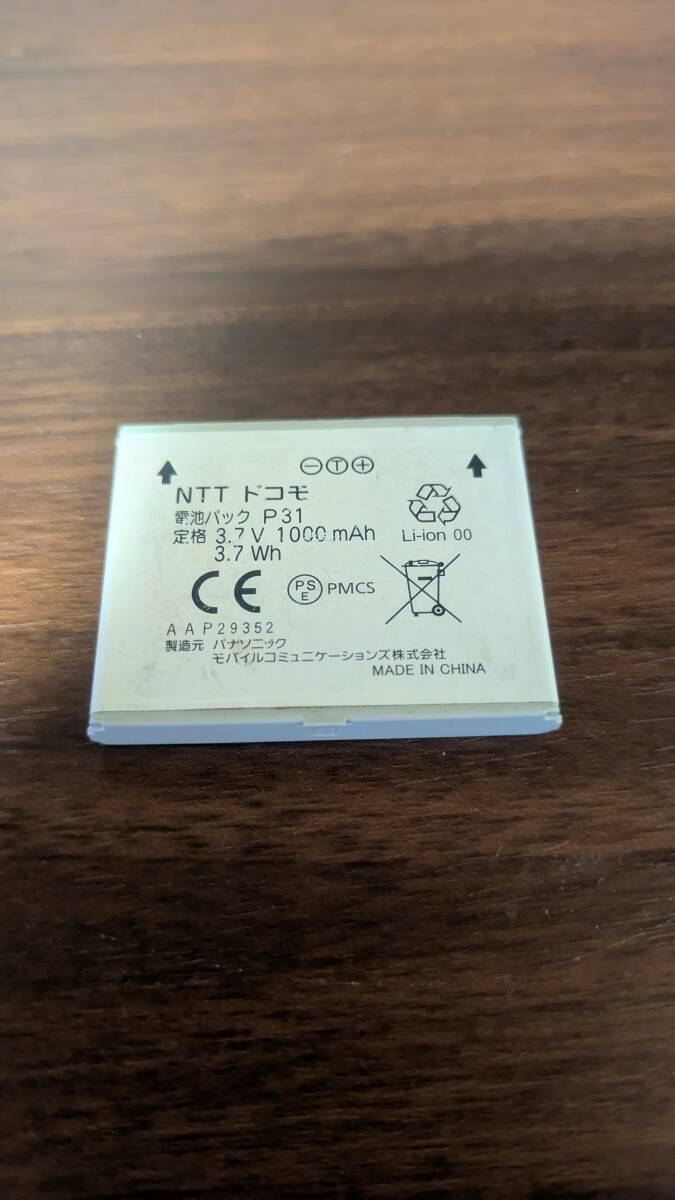 ⊖Ⓣ⊕
NTT ドコモ
電池パック P31
定格 3.7 V 1000 mAh
3.7 Wh
Li-ion 00
CE
PS
E
PMCS
AAP29352
製造元 パナソニック
モバイルコミュニケーションズ株式会社
MADE IN CHINA